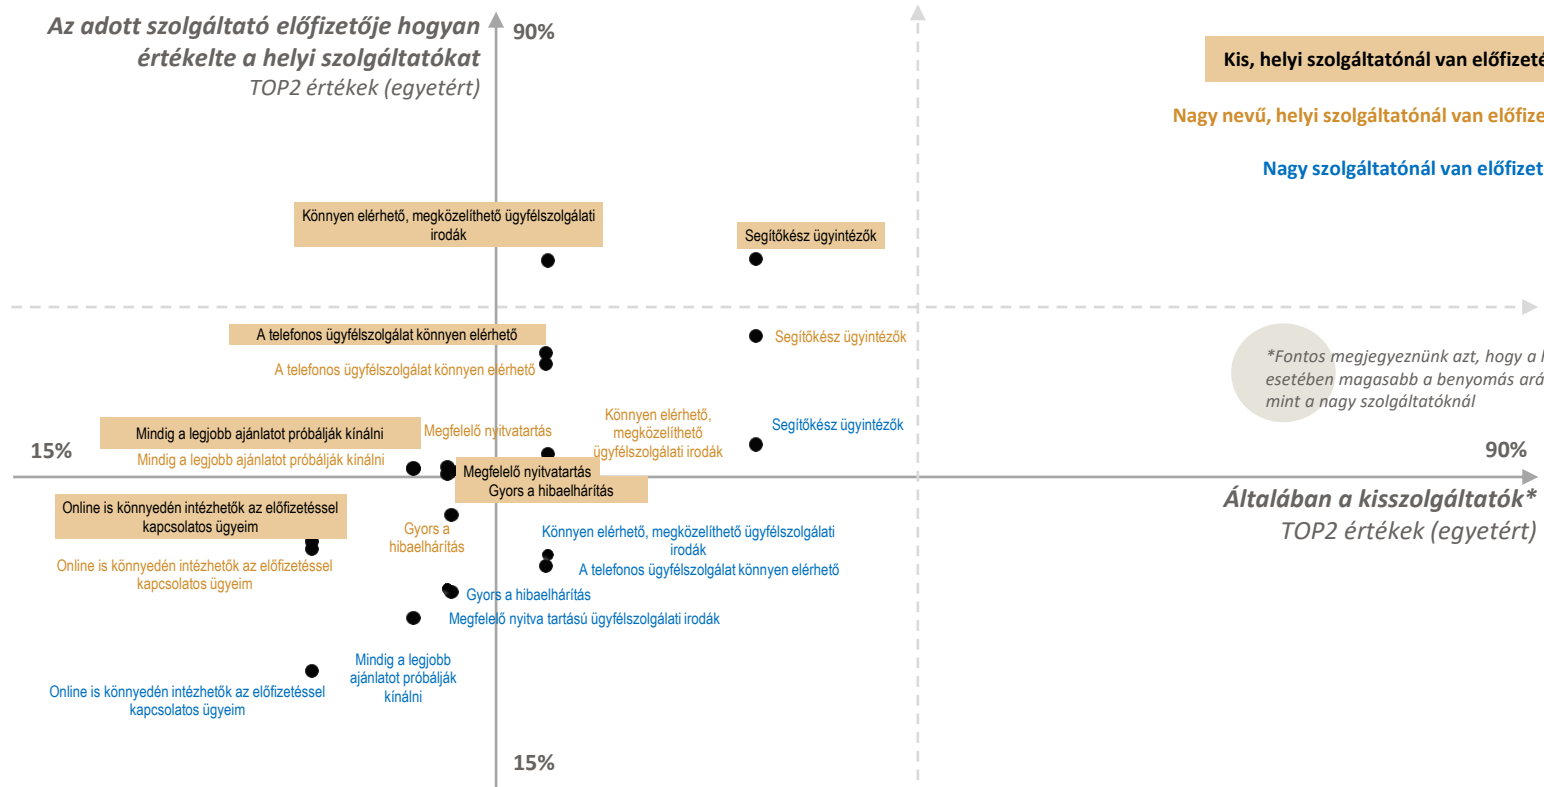 Az adott szolgáltató előfizetője hogyan
értékelte a helyi szolgáltatókat
TOP2 értékek (egyetért)
90%
Kis, helyi szolgáltatónál van előfizeté
Nagy nevű, helyi szolgáltatónál van előfize
Nagy szolgáltatónál van előfizet
Könnyen elérhető, megközelíthető ügyfélszolgálati
irodák
Segítőkész ügyintézők
A telefonos ügyfélszolgálat könnyen elérhető
Segítőkész ügyintézők
A telefonos ügyfélszolgálat könnyen elérhető
*Fontos megjegyeznünk azt, hogy a h
esetében magasabb a benyomás ará
mint a nagy szolgáltatóknál
Mindig a legjobb ajánlatot próbálják kínálni
Megfelelő nyitvatartás
Könnyen elérhető,
megközelíthető
ügyfélszolgálati irodák
Segítőkész ügyintézők
15%
Mindig a legjobb ajánlatot próbálják kínálni
90%
Megfelelő nyitvatartás
Gyors a hibaelhárítás
Általában a kisszolgáltatók*
TOP2 értékek (egyetért)
Online is könnyedén intézhetők az előfizetéssel
kapcsolatos ügyeim
Gyors a
hibaelhárítás
Könnyen elérhető, megközelíthető ügyfélszolgálati
irodák
Online is könnyedén intézhetők az előfizetéssel
kapcsolatos ügyeim
A telefonos ügyfélszolgálat könnyen elérhető
Gyors a hibaelhárítás
Megfelelő nyitva tartású ügyfélszolgálati irodák
Mindig a legjobb
ajánlatot próbálják
kínálni
Online is könnyedén intézhetők az előfizetéssel
kapcsolatos ügyeim
15%